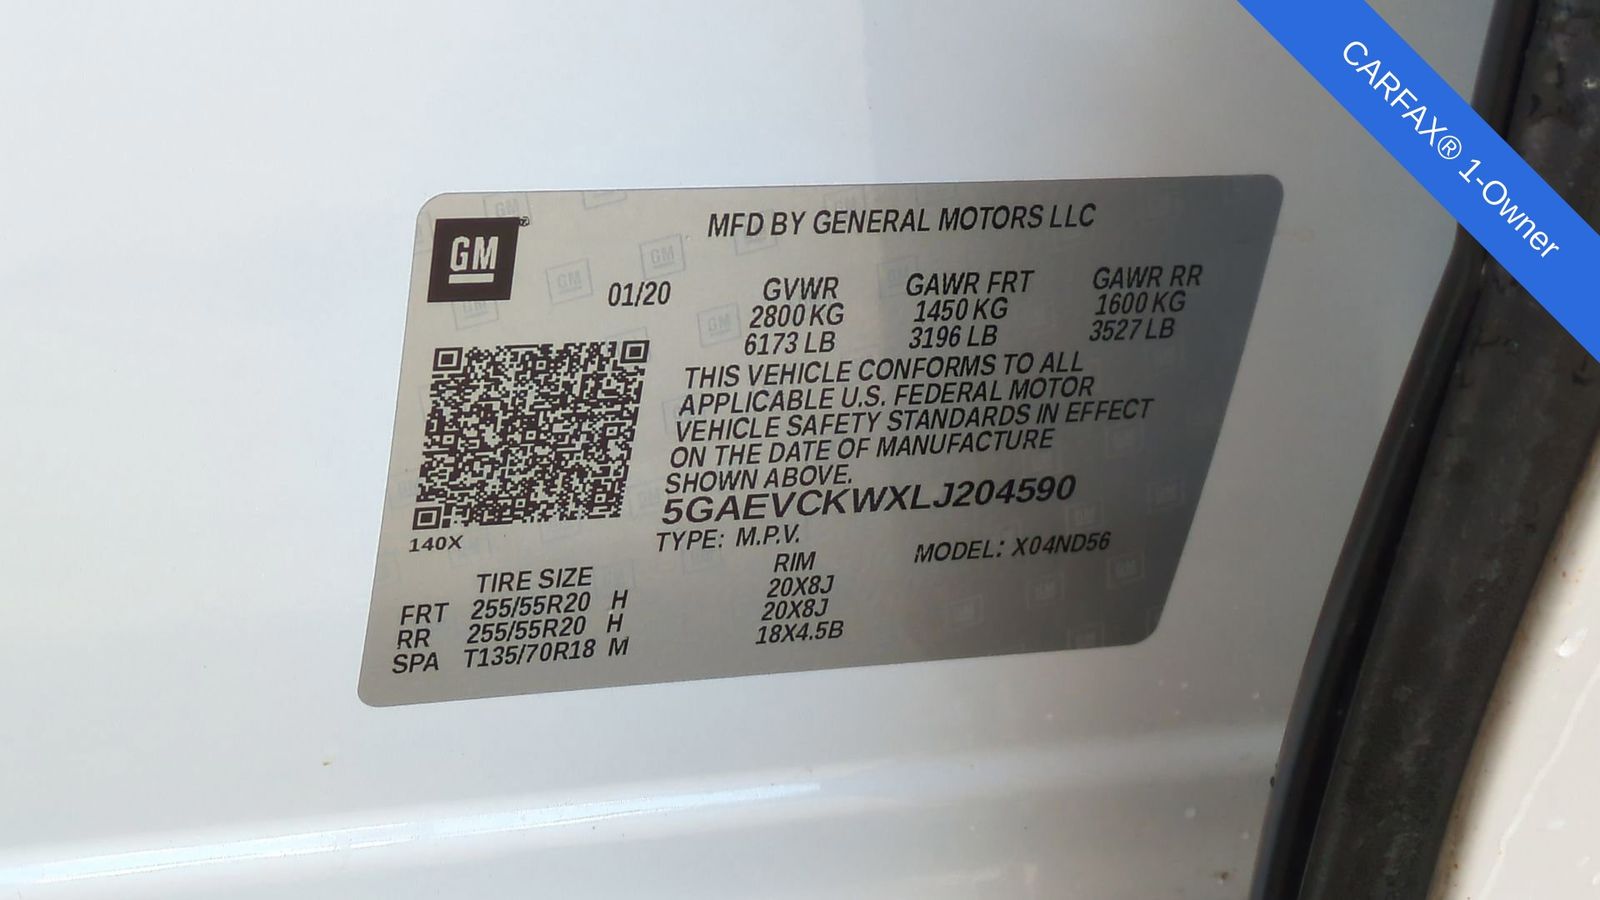 CARFAX® 1-Owner
GM®
MFD BY GENERAL MOTORS LLC
01/20
GVWR GAWR FRT GAWR RR
2800 KG 1450 KG 1600 KG
6173 LB 3196 LB 3527 LB
THIS VEHICLE CONFORMS TO ALL
APPLICABLE U.S. FEDERAL MOTOR
VEHICLE SAFETY STANDARDS IN EFFECT
ON THE DATE OF MANUFACTURE
SHOWN ABOVE.
5GAEVCKWXLJ204590
140X
TYPE: M.P.V. MODEL: X04ND56
TIRE SIZE RIM
FRT 255/55R20 H 20X8J
RR 255/55R20 H 20X8J
SPA T135/70R18 M 18X4.5B